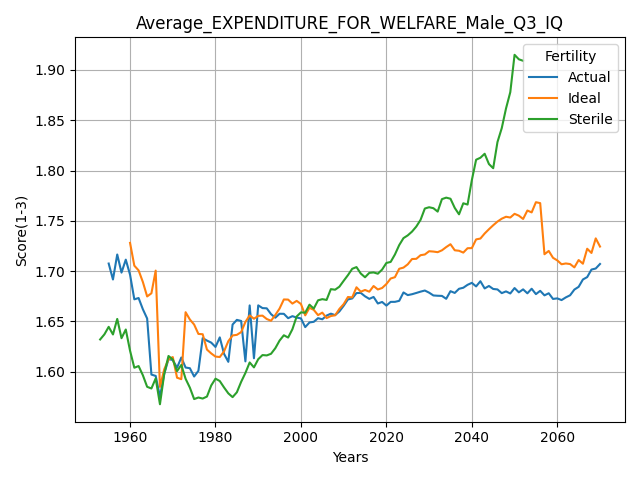 Average_EXPENDITURE_FOR_WELFARE_Male_Q3_IQ
Score(1-3)
1.90
1.85
1.80
1.75
1.70
1.65
1.60
Fertility
Actual
Ideal
Sterile
1960 1980 2000 2020 2040 2060
Years